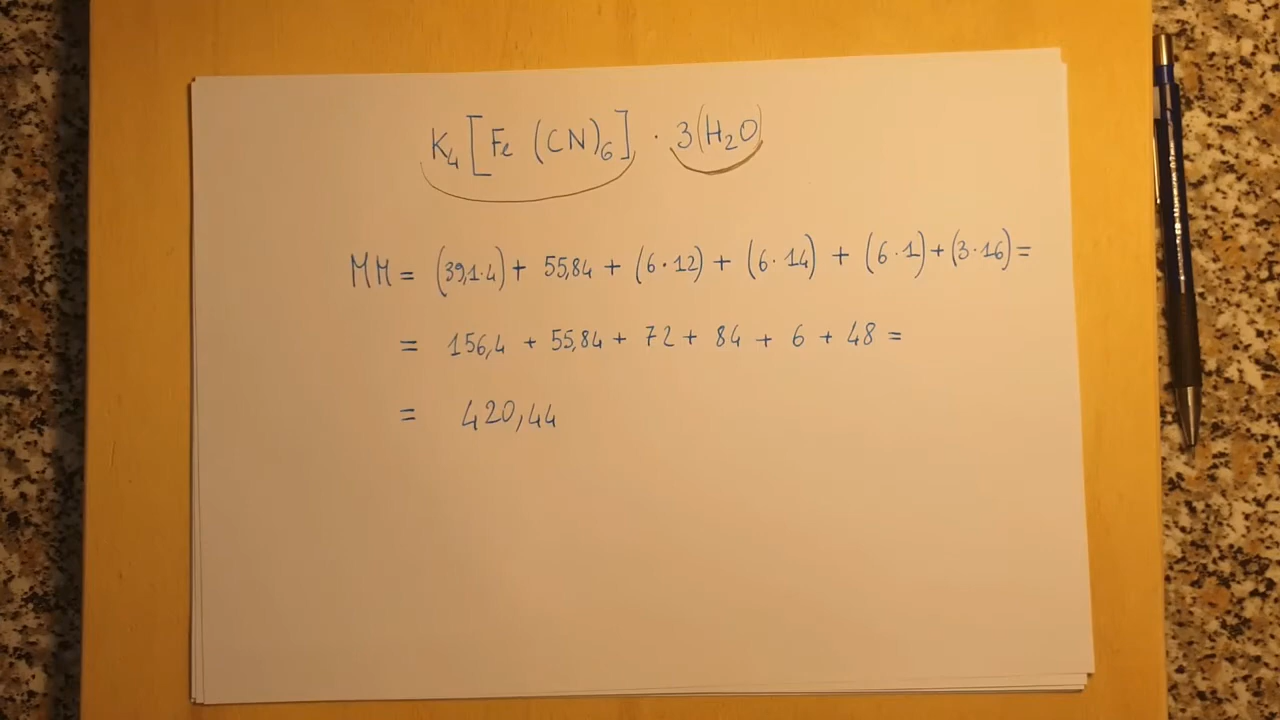 K₄[Fe (CN)₆] · 3(H₂O)
MM = (39,1·4) + 55,84 + (6·12) + (6·14) + (6·1) + (3·16) =
= 156,4 + 55,84 + 72 + 84 + 6 + 48 =
= 420,44